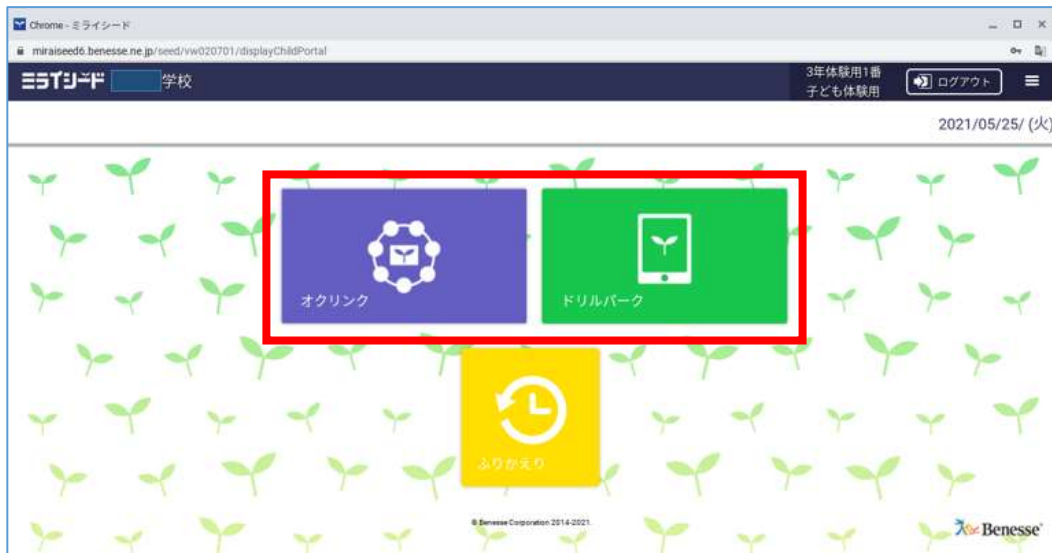 Chrome - ミライシード
miraiseed6.benesse.ne.jp/seed/vw020701/displayChildPortal
ミライシード 学校
3年体験用1番
子ども体験用
ログアウト
2021/05/25/ (火)
オクリンク
ドリルパーク
ふりかえり
© Benesse Corporation 2014-2021
Benesse